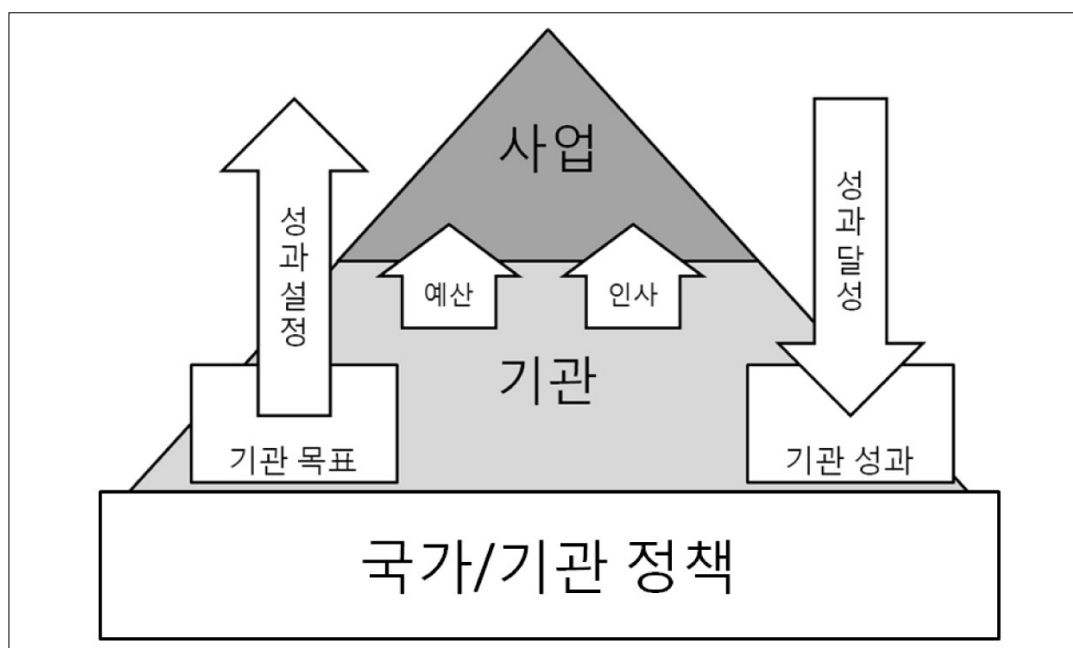 사업
성과설정
성과달성
예산
인사
기관
기관 목표
기관 성과
국가/기관 정책